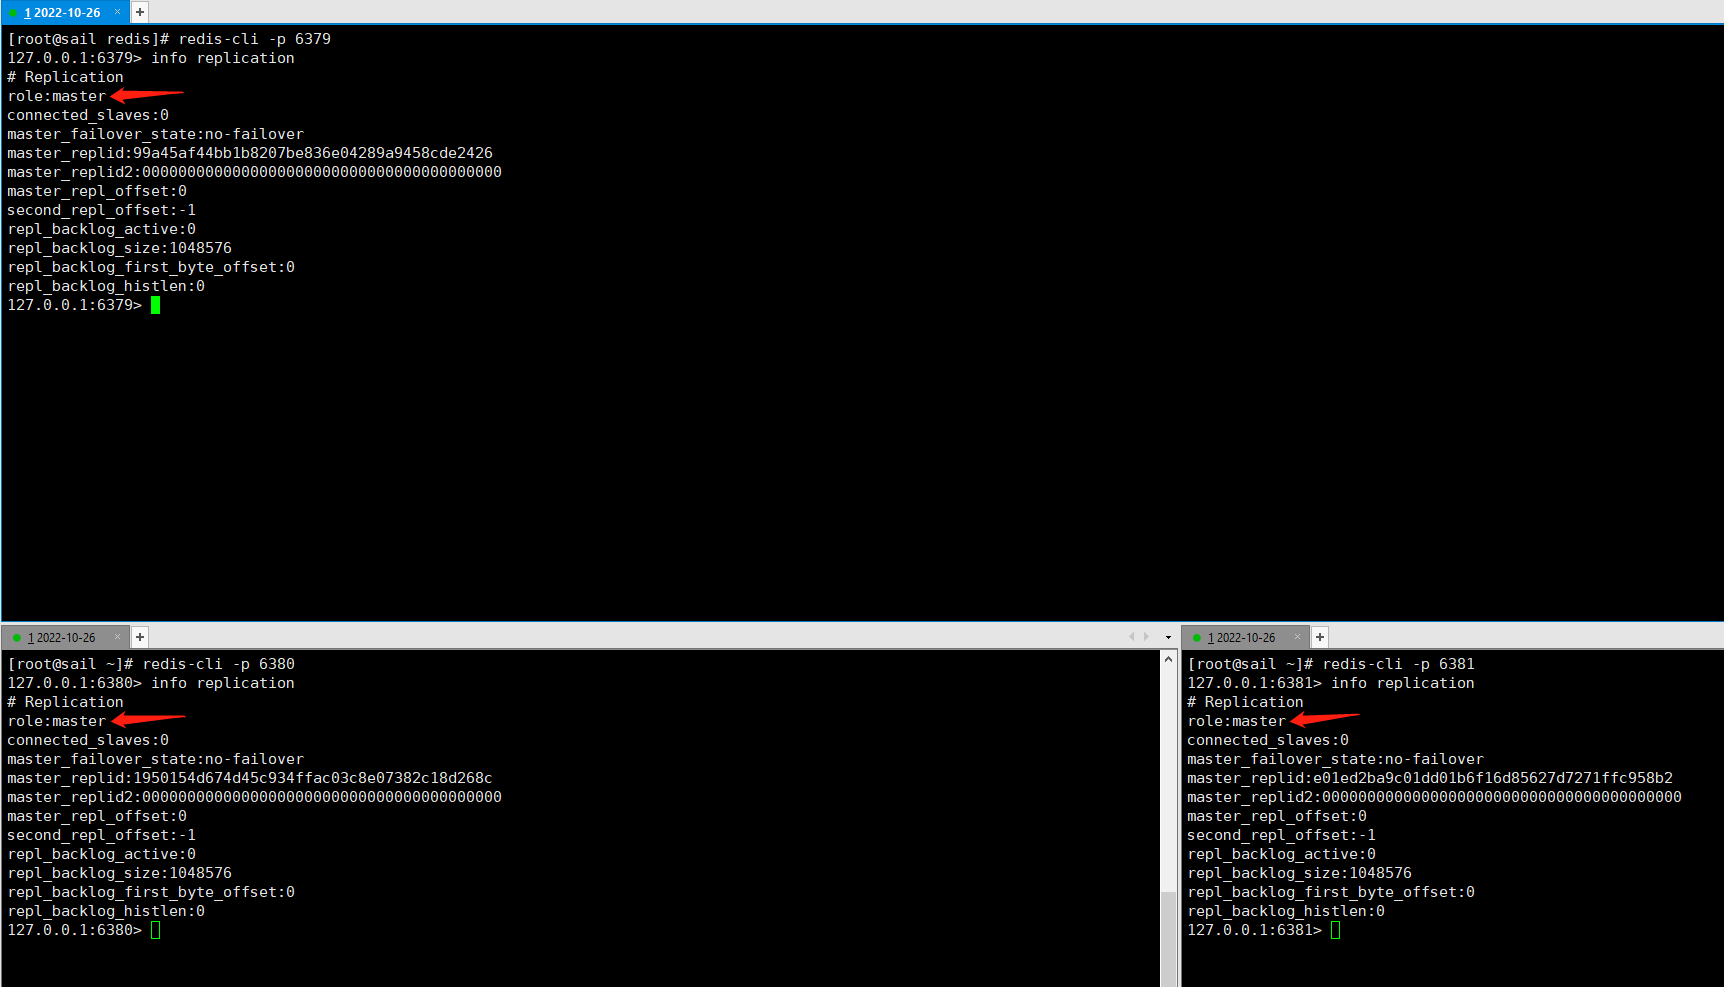 1 2022-10-26 × +
[root@sail redis]# redis-cli -p 6379
127.0.0.1:6379> info replication
# Replication
role:master
connected_slaves:0
master_failover_state:no-failover
master_replid:99a45af44bb1b8207be836e04289a9458cde2426
master_replid2:0000000000000000000000000000000000000000
master_repl_offset:0
second_repl_offset:-1
repl_backlog_active:0
repl_backlog_size:1048576
repl_backlog_first_byte_offset:0
repl_backlog_histlen:0
127.0.0.1:6379>
1 2022-10-26 × +
[root@sail ~]# redis-cli -p 6380
127.0.0.1:6380> info replication
# Replication
role:master
connected_slaves:0
master_failover_state:no-failover
master_replid:1950154d674d45c934ffac03c8e07382c18d268c
master_replid2:0000000000000000000000000000000000000000
master_repl_offset:0
second_repl_offset:-1
repl_backlog_active:0
repl_backlog_size:1048576
repl_backlog_first_byte_offset:0
repl_backlog_histlen:0
127.0.0.1:6380>
1 2022-10-26 × +
[root@sail ~]# redis-cli -p 6381
127.0.0.1:6381> info replication
# Replication
role:master
connected_slaves:0
master_failover_state:no-failover
master_replid:e01ed2ba9c01dd01b6f16d85627d7271ffc958b2
master_replid2:0000000000000000000000000000000000000000
master_repl_offset:0
second_repl_offset:-1
repl_backlog_active:0
repl_backlog_size:1048576
repl_backlog_first_byte_offset:0
repl_backlog_histlen:0
127.0.0.1:6381>